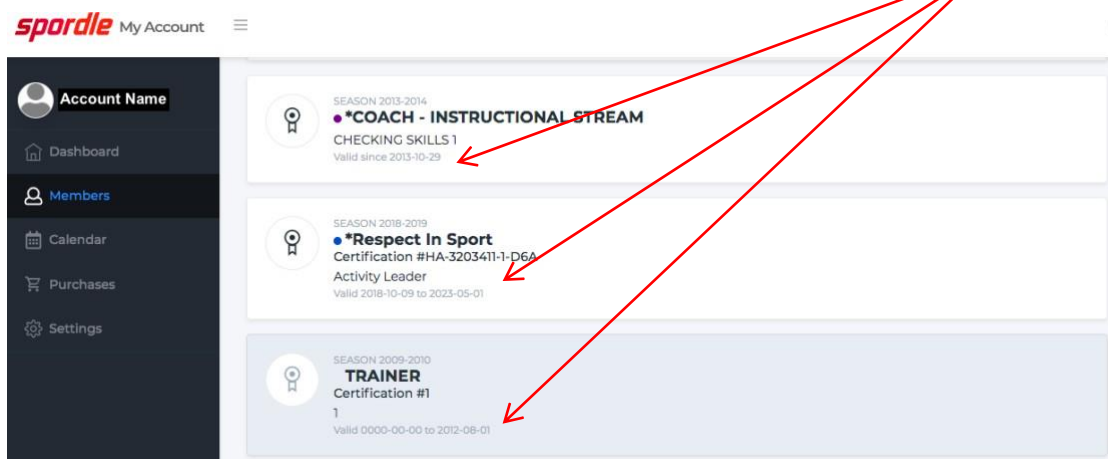 spordle My Account
Account Name
Dashboard
Members
Calendar
Purchases
Settings
SEASON 2013-2014
*COACH - INSTRUCTIONAL STREAM
CHECKING SKILLS 1
Valid since 2013-10-29
SEASON 2018-2019
*Respect In Sport
Certification #HA-3203411-1-D6A
Activity Leader
Valid 2018-10-09 to 2023-05-01
SEASON 2009-2010
TRAINER
Certification #1
1
Valid 0000-00-00 to 2012-08-01